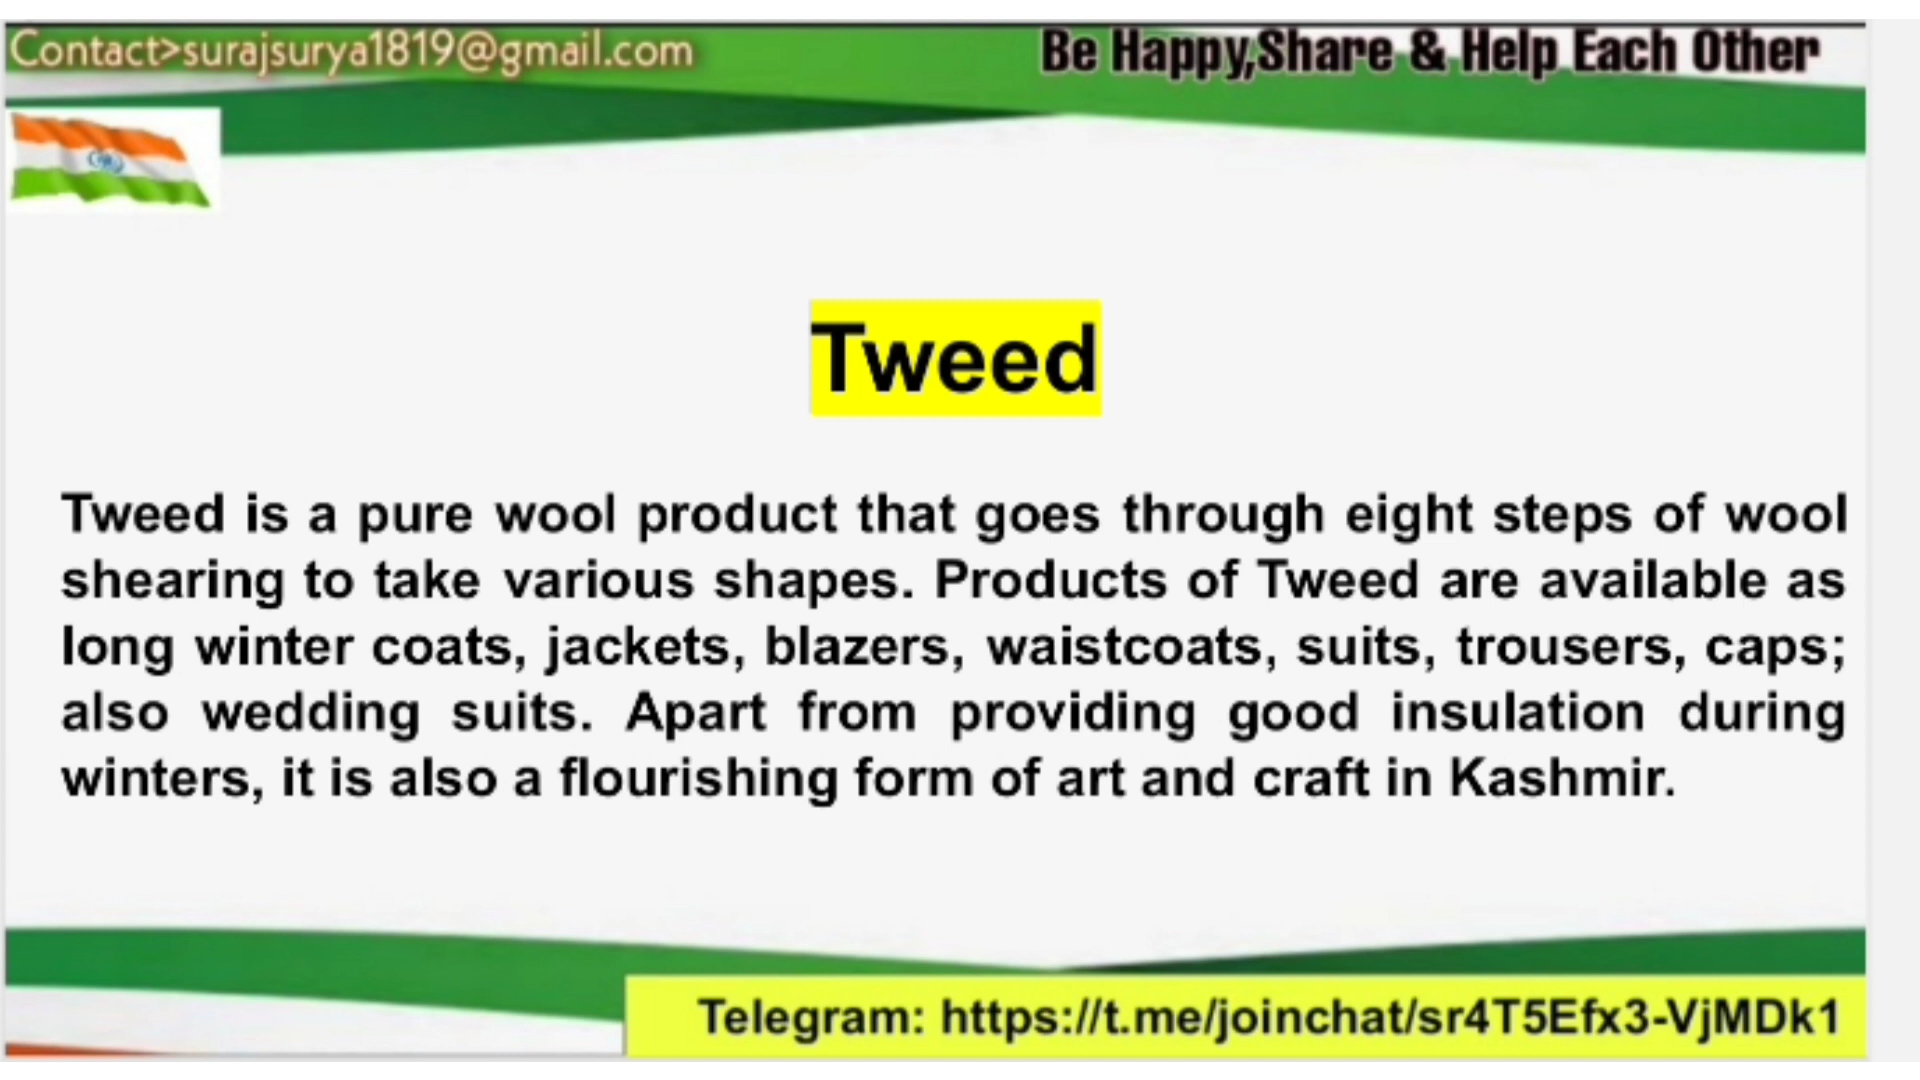 Contact>surajsurya1819@gmail.com
Be Happy,Share & Help Each Other
Tweed
Tweed is a pure wool product that goes through eight steps of wool
shearing to take various shapes. Products of Tweed are available as
long winter coats, jackets, blazers, waistcoats, suits, trousers, caps;
also wedding suits. Apart from providing good insulation during
winters, it is also a flourishing form of art and craft in Kashmir.
Telegram: https://t.me/joinchat/sr4T5Efx3-VjMDk1